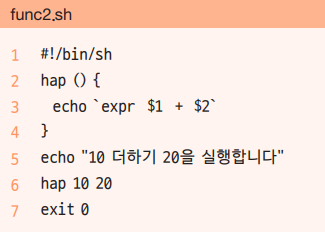 func2.sh
1 #!/bin/sh
2 hap () {
3 echo `expr $1 + $2`
4 }
5 echo "10 더하기 20을 실행합니다"
6 hap 10 20
7 exit 0